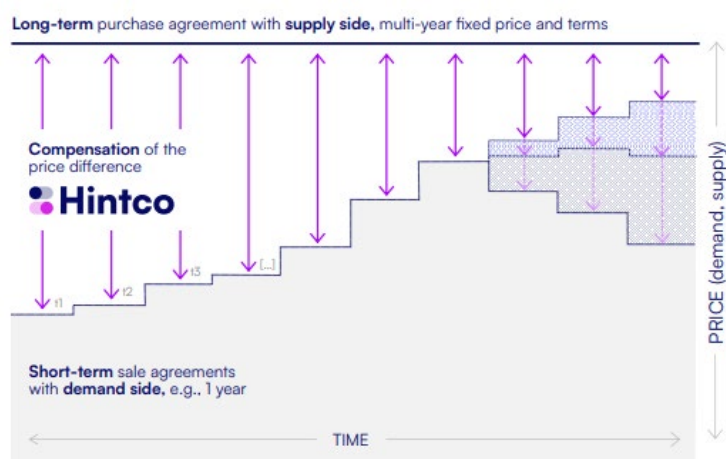 Long-term purchase agreement with supply side, multi-year fixed price and terms
Compensation of the
price difference
Hintco
t1
t2
t3
[...]
Short-term sale agreements
with demand side, e.g., 1 year
TIME
PRICE (demand, supply)